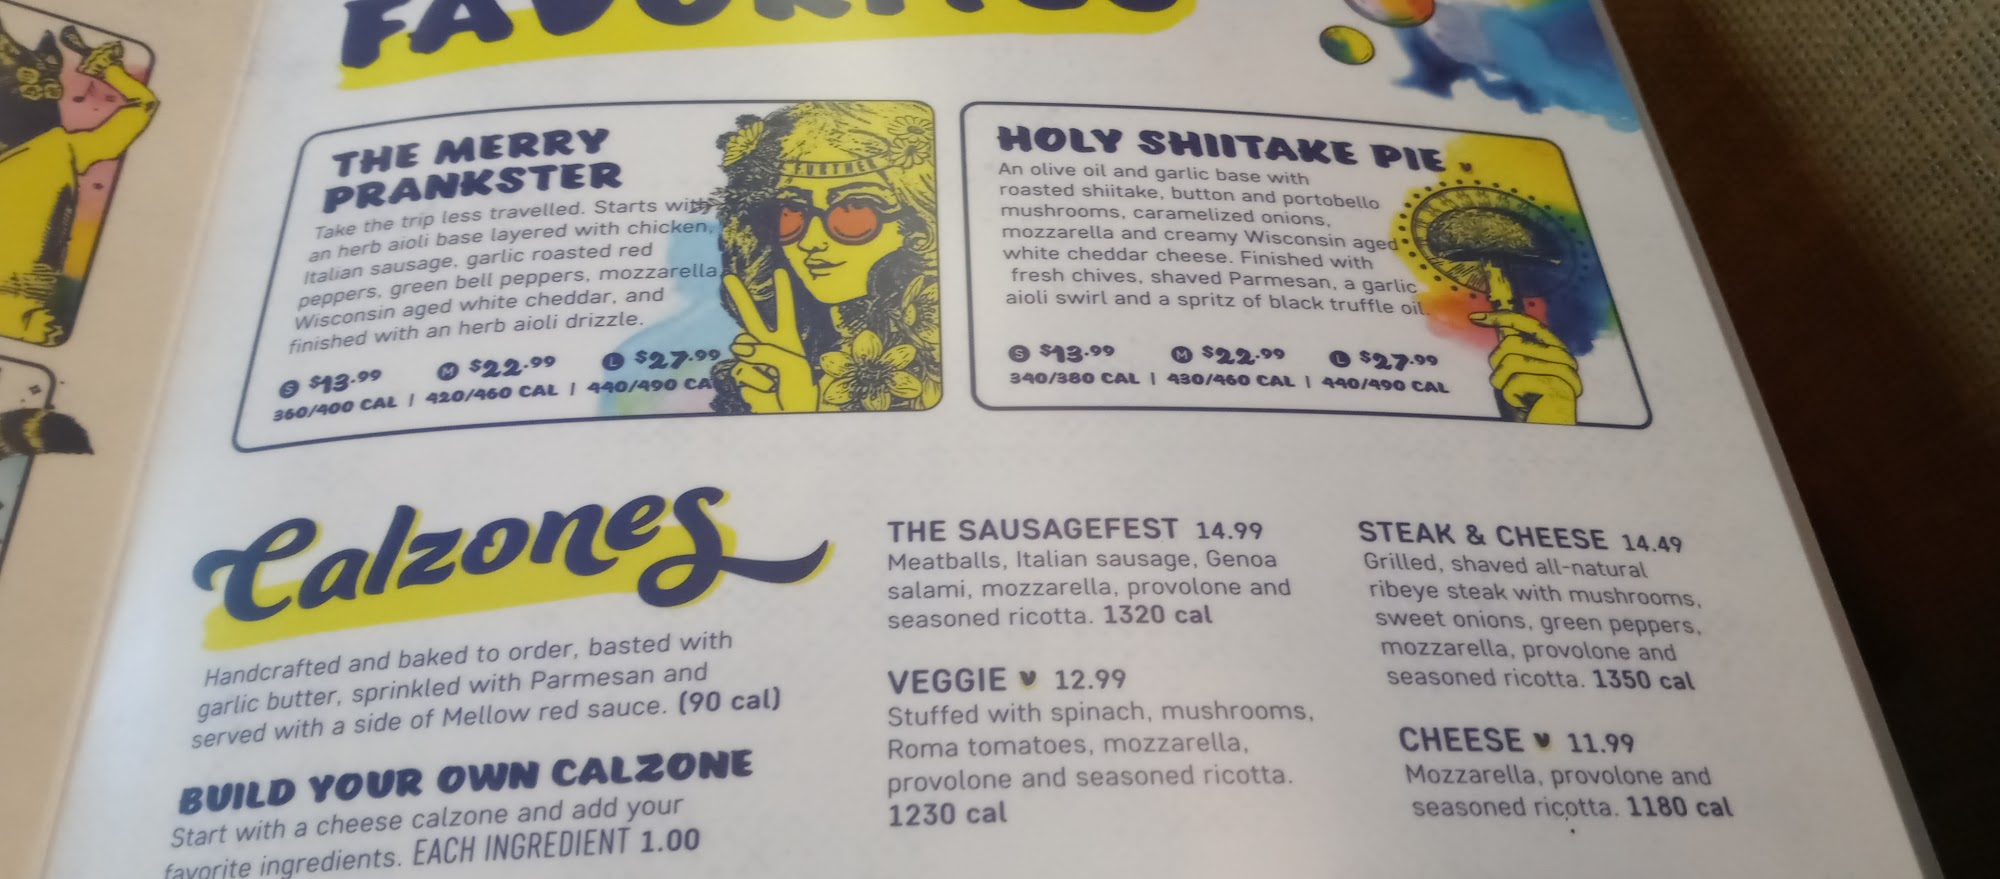 FAVORITES
THE MERRY
PRANKSTER
Take the trip less travelled. Starts with
an herb aioli base layered with chicken,
Italian sausage, garlic roasted red
peppers, green bell peppers, mozzarella,
Wisconsin aged white cheddar, and
finished with an herb aioli drizzle.
S $13.99 M $22.99 L $27.99
360/400 CAL | 420/460 CAL | 440/490 CAL
FURTHER
HOLY SHIITAKE PIE
An olive oil and garlic base with
roasted shiitake, button and portobello
mushrooms, caramelized onions,
mozzarella and creamy Wisconsin aged
white cheddar cheese. Finished with
fresh chives, shaved Parmesan, a garlic
aioli swirl and a spritz of black truffle oil.
S $13.99 M $22.99 L $27.99
340/380 CAL | 430/460 CAL | 440/490 CAL
Calzones
Handcrafted and baked to order, basted with
garlic butter, sprinkled with Parmesan and
served with a side of Mellow red sauce. (90 cal)
BUILD YOUR OWN CALZONE
Start with a cheese calzone and add your
favorite ingredients. EACH INGREDIENT 1.00
THE SAUSAGEFEST 14.99
Meatballs, Italian sausage, Genoa
salami, mozzarella, provolone and
seasoned ricotta. 1320 cal
VEGGIE 12.99
Stuffed with spinach, mushrooms,
Roma tomatoes, mozzarella,
provolone and seasoned ricotta.
1230 cal
STEAK & CHEESE 14.49
Grilled, shaved all-natural
ribeye steak with mushrooms,
sweet onions, green peppers,
mozzarella, provolone and
seasoned ricotta. 1350 cal
CHEESE 11.99
Mozzarella, provolone and
seasoned ricotta. 1180 cal